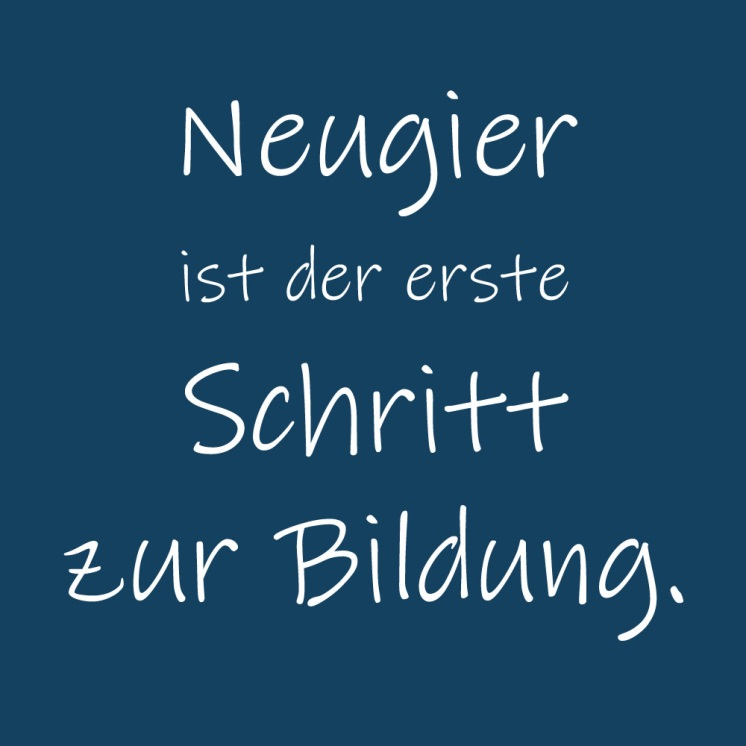 Neugier
ist der erste
Schritt
zur Bildung.